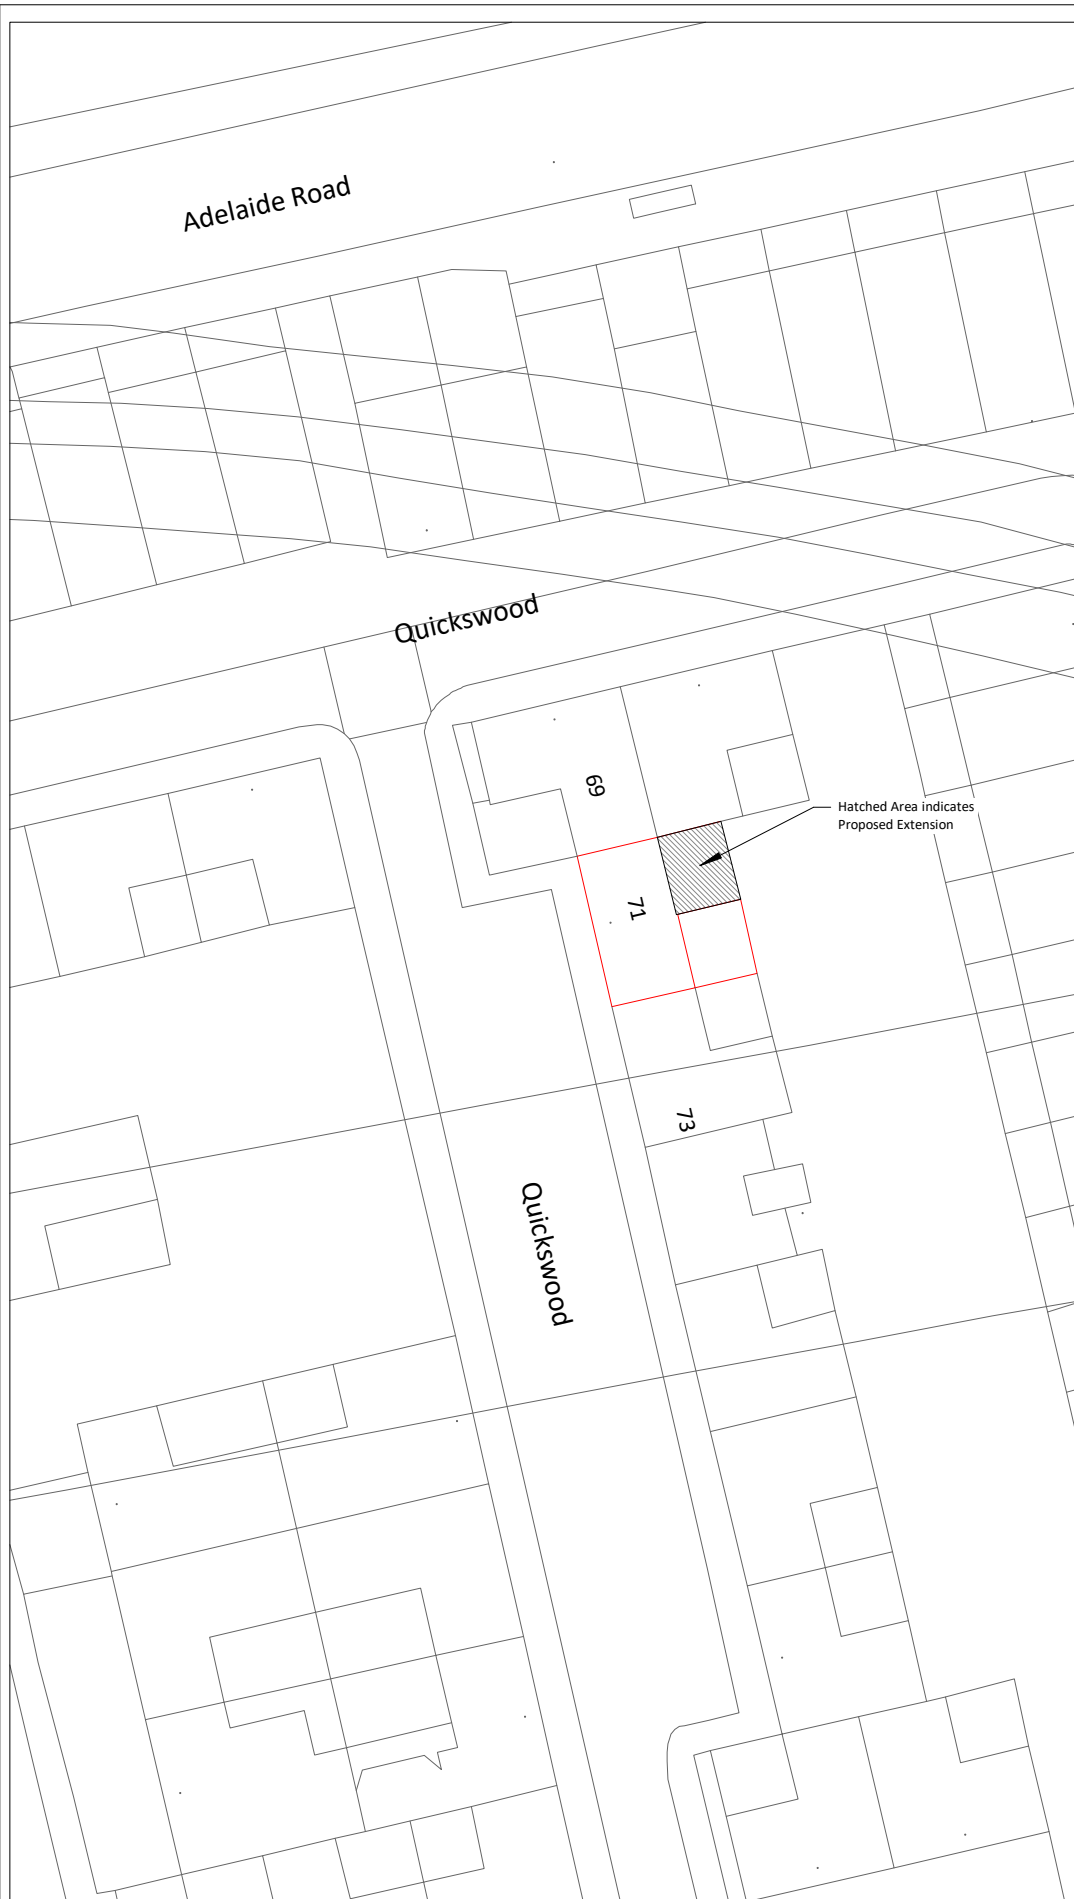 Adelaide Road
Quickswood
69
Hatched Area indicates
Proposed Extension
71
73
Quickswood